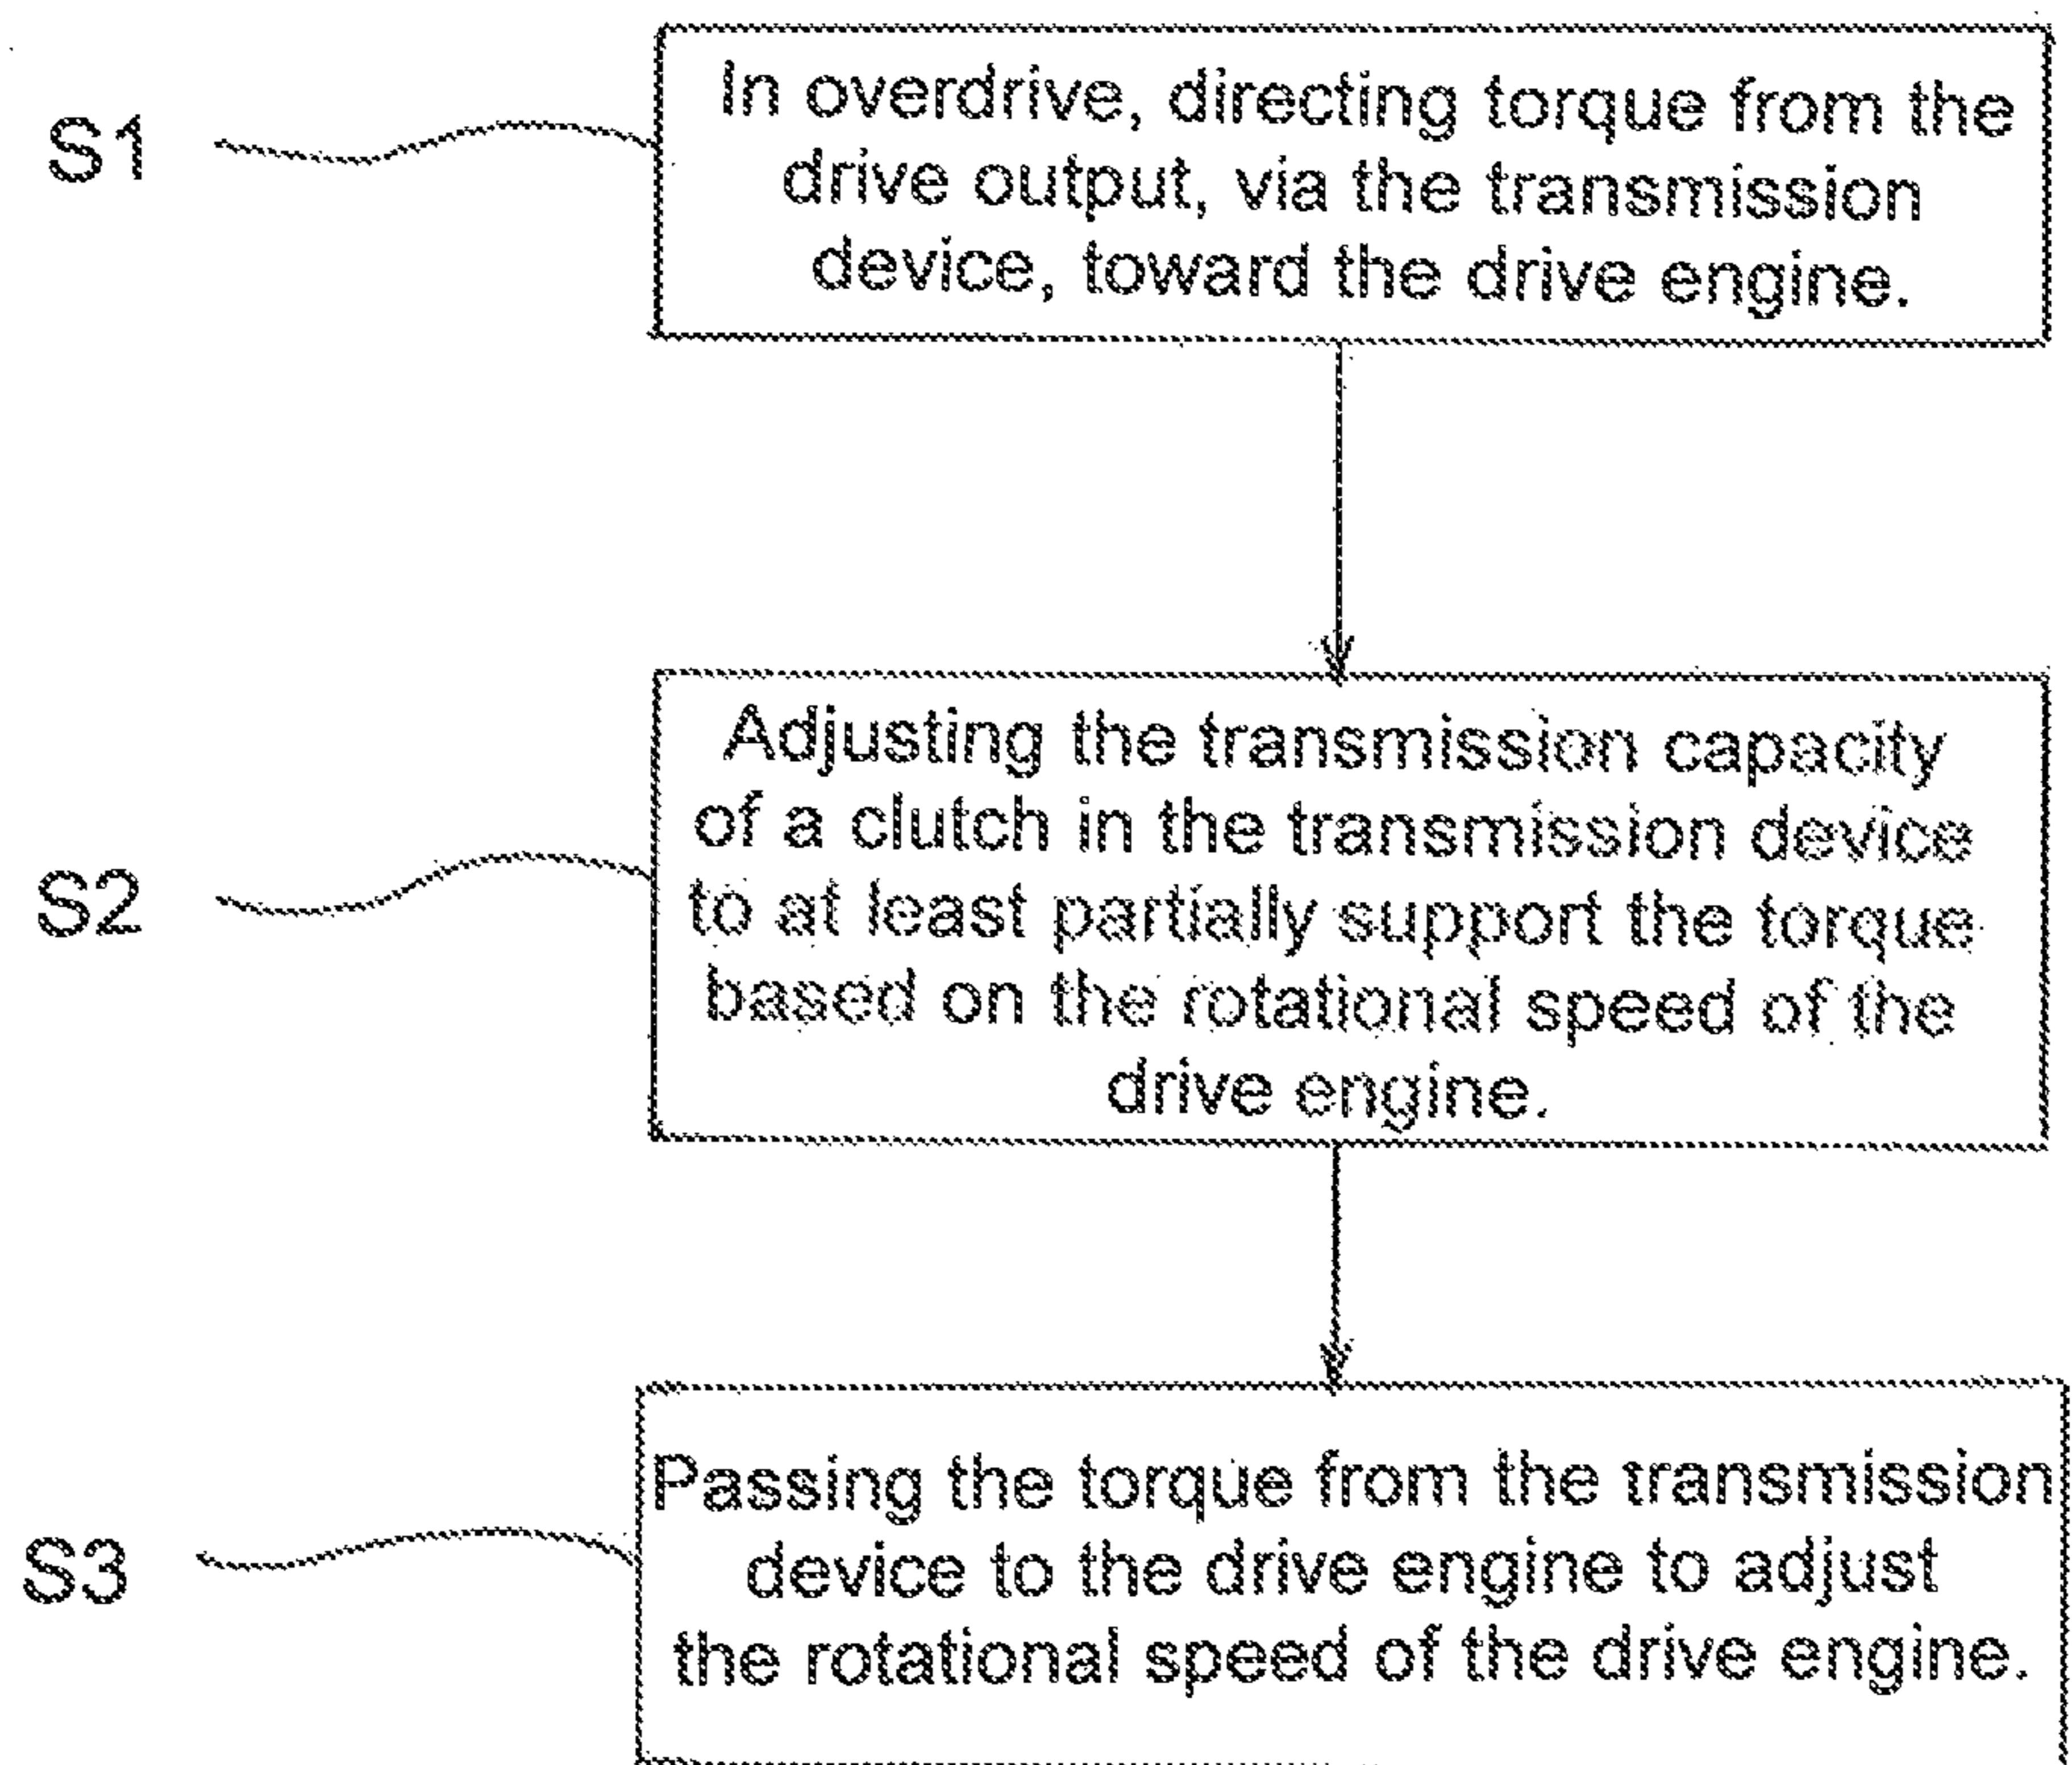 S1
In overdrive, directing torque from the
drive output, via the transmission
device, toward the drive engine.
S2
Adjusting the transmission capacity
of a clutch in the transmission device
to at least partially support the torque
based on the rotational speed of the
drive engine.
S3
Passing the torque from the transmission
device to the drive engine to adjust
the rotational speed of the drive engine.